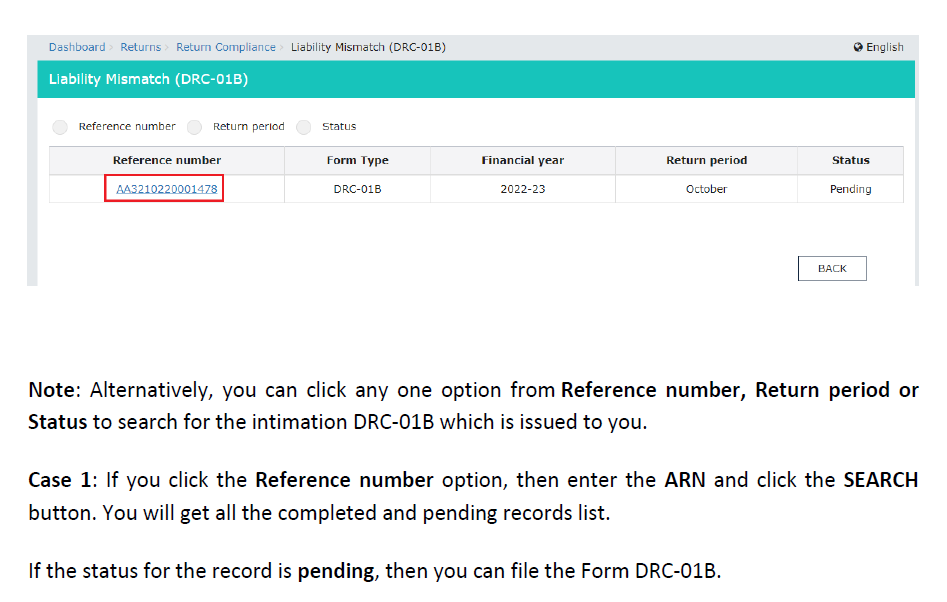 Dashboard › Returns › Return Compliance › Liability Mismatch (DRC-01B) English
Liability Mismatch (DRC-01B)
Reference number Return period Status
Reference number Form Type Financial year Return period Status
AA3210220001478 DRC-01B 2022-23 October Pending
BACK
Note: Alternatively, you can click any one option from Reference number, Return period or
Status to search for the intimation DRC-01B which is issued to you.
Case 1: If you click the Reference number option, then enter the ARN and click the SEARCH
button. You will get all the completed and pending records list.
If the status for the record is pending, then you can file the Form DRC-01B.